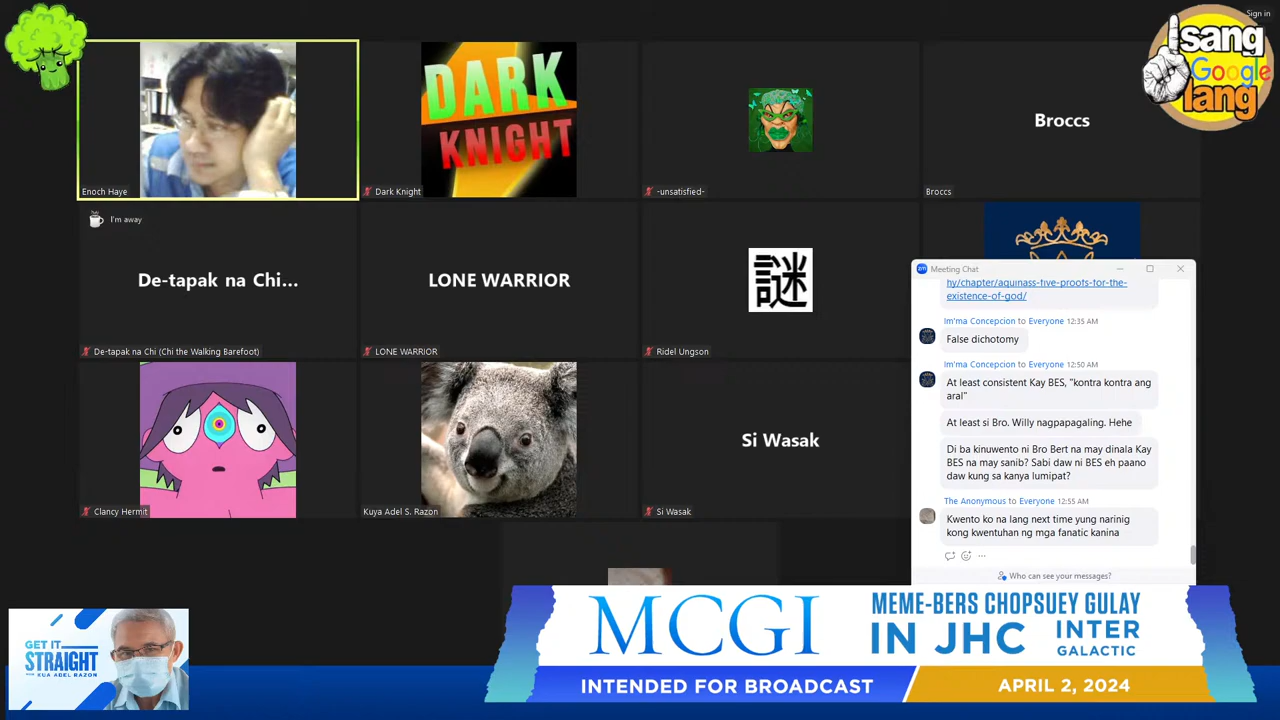 Sign in
Isang
Google
lang
DARK
KNIGHT
Broccs
Enoch Haye
Dark Knight
-unsatisfied-
Broccs
I'm away
De-tapak na Chi...
LONE WARRIOR
謎
De-tapak na Chi (Chi the Walking Barefoot)
LONE WARRIOR
Ridel Ungson
Si Wasak
Clancy Hermit
Kuya Adel S. Razon
Si Wasak
zm
Meeting Chat
hy/chapter/aquinass-five-proofs-for-the-
existence-of-god/
Im'ma Concepcion to Everyone 12:35 AM
False dichotomy
Im'ma Concepcion to Everyone 12:50 AM
At least consistent Kay BES, "kontra kontra ang
aral"
At least si Bro. Willy nagpapagaling. Hehe
Di ba kinuwento ni Bro Bert na may dinala Kay
BES na may sanib? Sabi daw ni BES eh paano
daw kung sa kanya lumipat?
The Anonymous to Everyone 12:55 AM
Kwento ko na lang next time yung narinig
kong kwentuhan ng mga fanatic kanina
Who can see your messages?
GET IT
STRAIGHT
KUYA ADEL RAZON
MCGI
MEME-BERS CHOPSUEY GULAY
IN JHC
INTER
GALACTIC
INTENDED FOR BROADCAST
APRIL 2, 2024